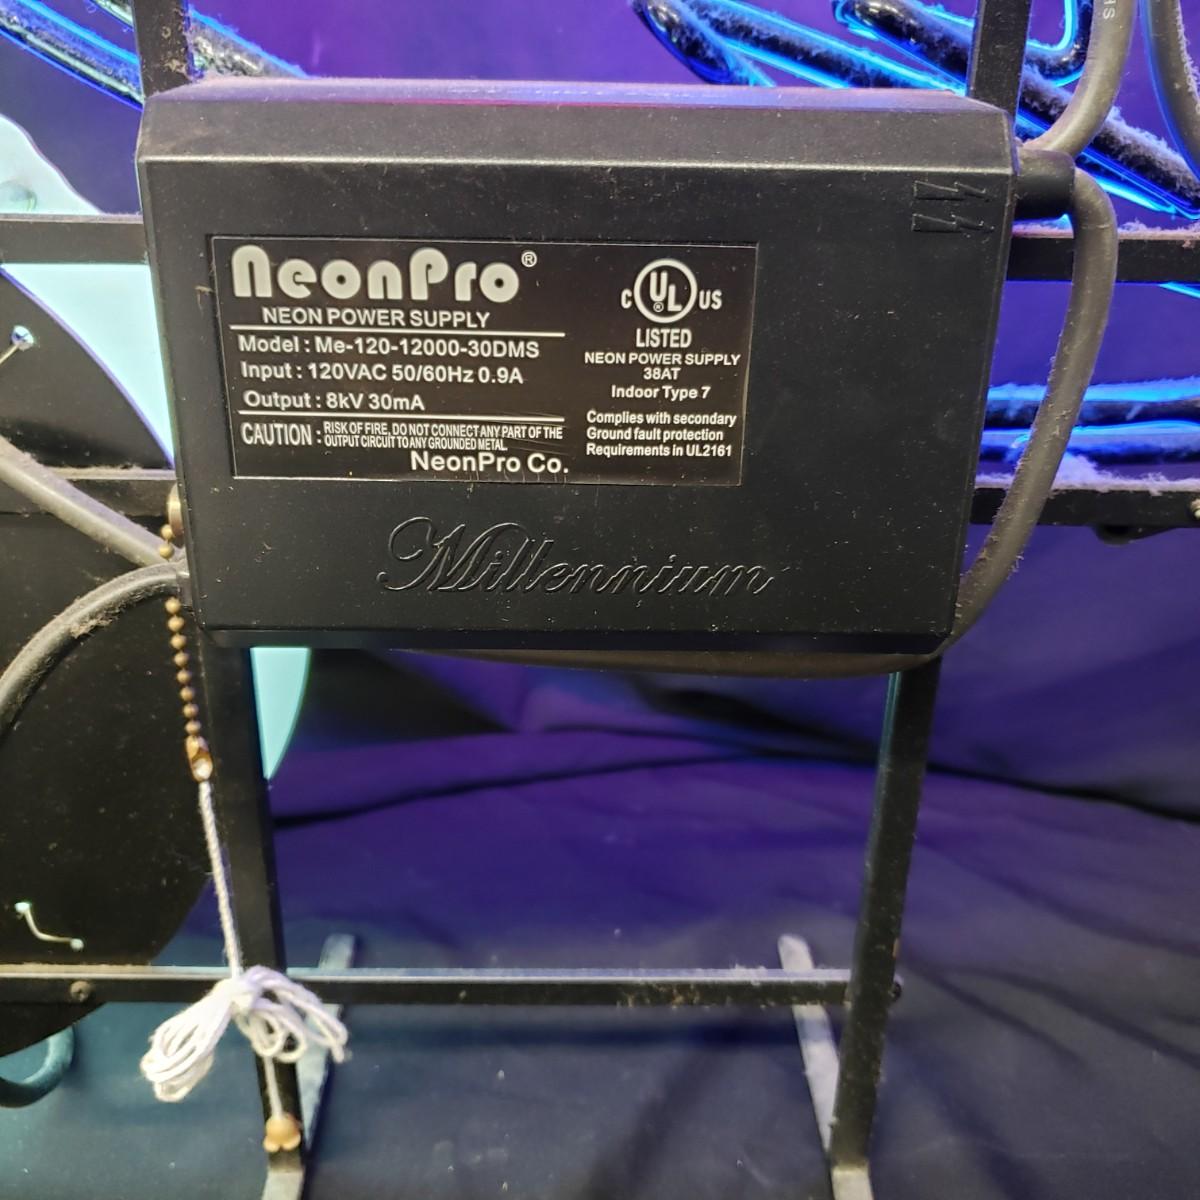 NeonPro®
NEON POWER SUPPLY
Model : Me-120-12000-30DMS
Input : 120VAC 50/60Hz 0.9A
Output : 8kV 30mA
CAUTION : RISK OF FIRE, DO NOT CONNECT ANY PART OF THE
OUTPUT CIRCUIT TO ANY GROUNDED METAL.
NeonPro Co.
C UL® US
LISTED
NEON POWER SUPPLY
38AT
Indoor Type 7
Complies with secondary
Ground fault protection
Requirements in UL2161
Millennium